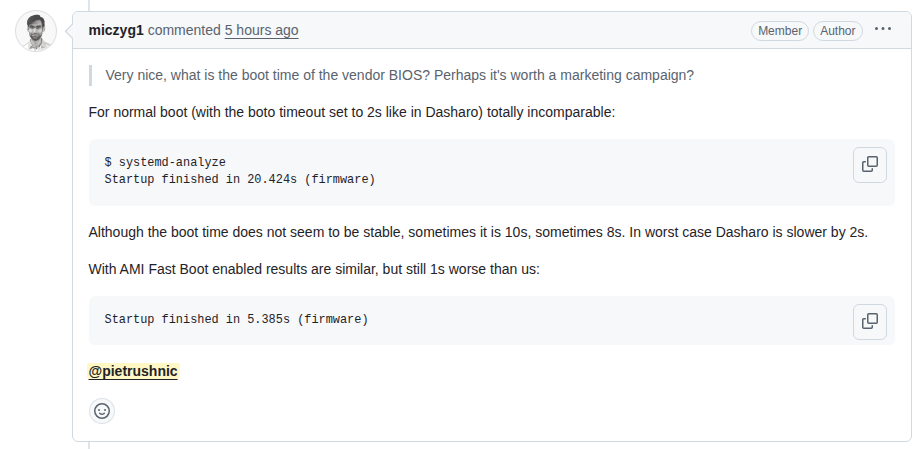 miczyg1 commented 5 hours ago Member Author
Very nice, what is the boot time of the vendor BIOS? Perhaps it's worth a marketing campaign?
For normal boot (with the boto timeout set to 2s like in Dasharo) totally incomparable:
$ systemd-analyze
Startup finished in 20.424s (firmware)
Although the boot time does not seem to be stable, sometimes it is 10s, sometimes 8s. In worst case Dasharo is slower by 2s.
With AMI Fast Boot enabled results are similar, but still 1s worse than us:
Startup finished in 5.385s (firmware)
@pietrushnic